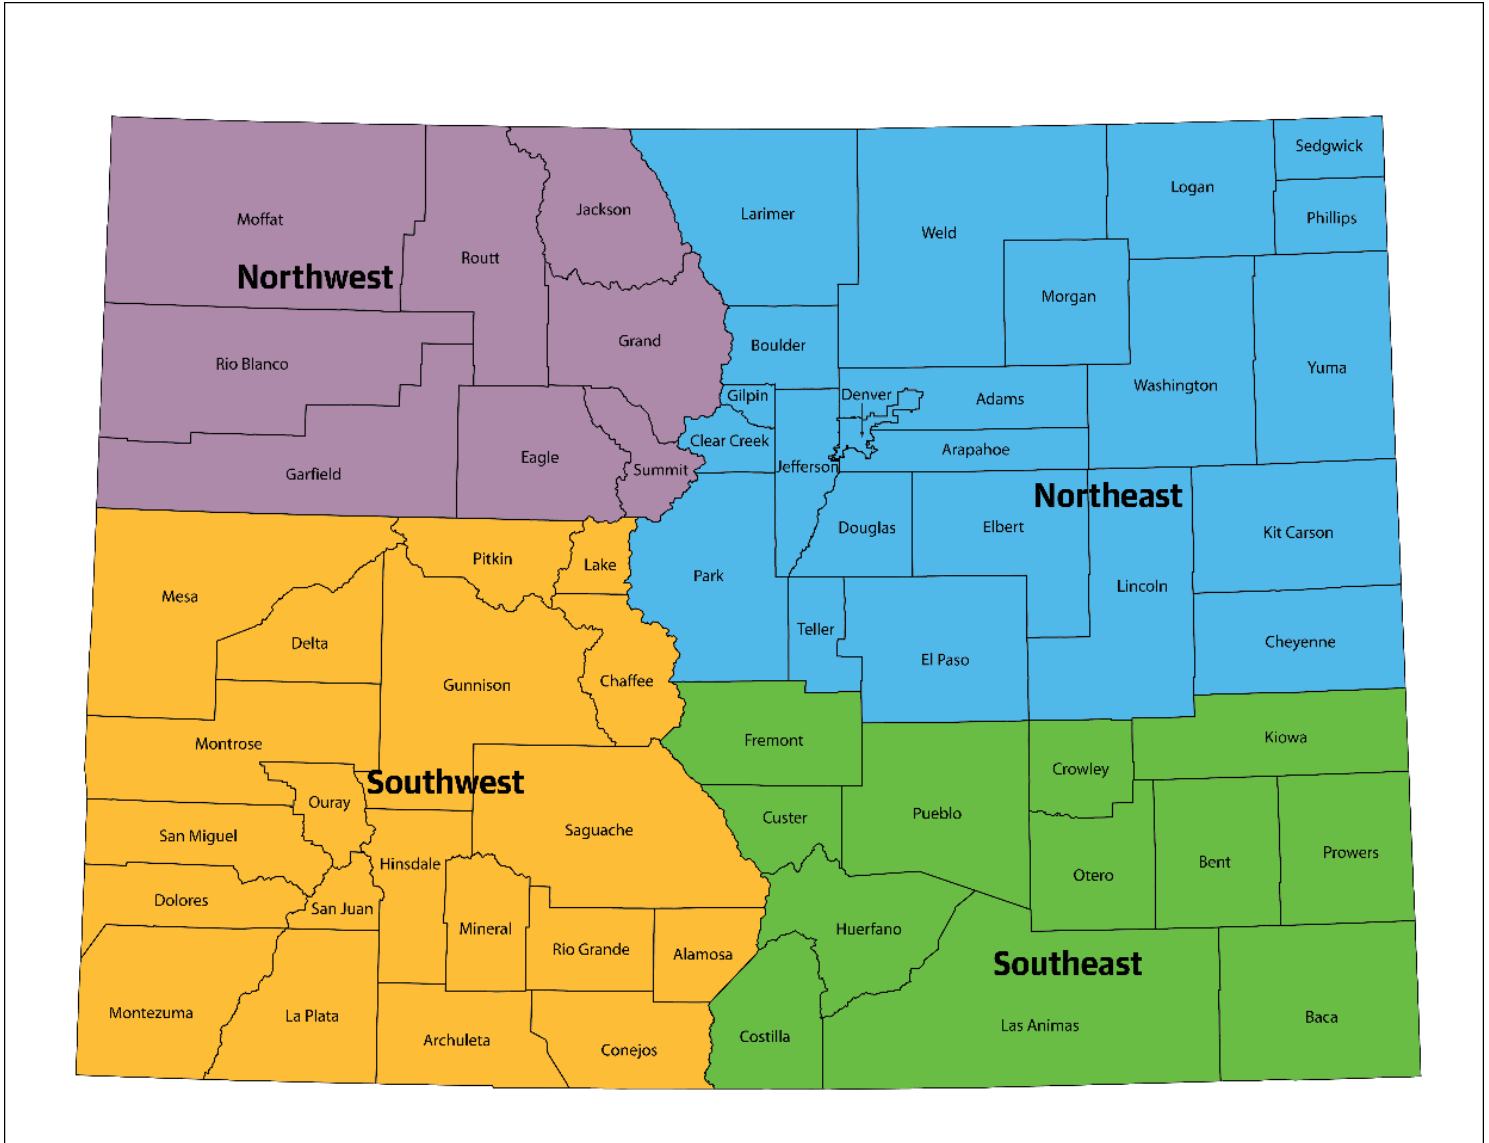 Sedgwick
Logan
Jackson
Larimer
Phillips
Moffat
Weld
Routt
Northwest
Morgan
Grand
Boulder
Rio Blanco
Yuma
Washington
Gilpin
Denver
Adams
Clear Creek
Arapahoe
Eagle
Summit
Jefferson
Garfield
Northeast
Douglas
Elbert
Kit Carson
Pitkin
Lake
Park
Lincoln
Mesa
Teller
Delta
Cheyenne
El Paso
Gunnison
Chaffee
Montrose
Fremont
Kiowa
Crowley
Southwest
Ouray
Pueblo
Custer
San Miguel
Saguache
Hinsdale
Bent
Prowers
Otero
Dolores
San Juan
Mineral
Huerfano
Rio Grande
Alamosa
Southeast
Montezuma
La Plata
Baca
Las Animas
Costilla
Archuleta
Conejos